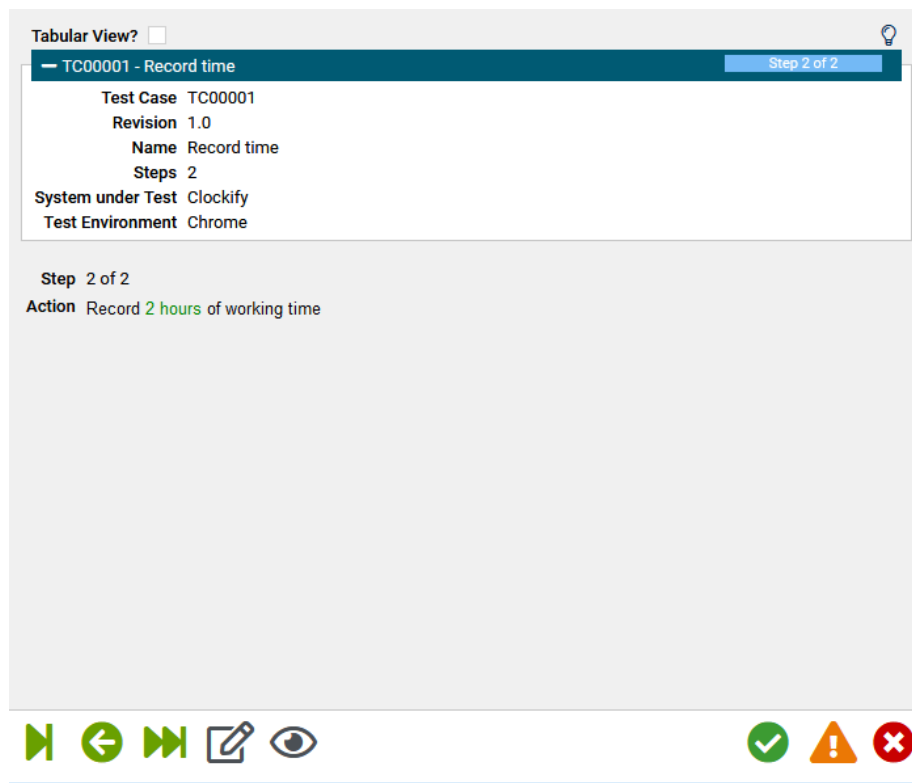 Tabular View?
TC00001 - Record time Step 2 of 2
Test Case TC00001
Revision 1.0
Name Record time
Steps 2
System under Test Clockify
Test Environment Chrome
Step 2 of 2
Action Record 2 hours of working time